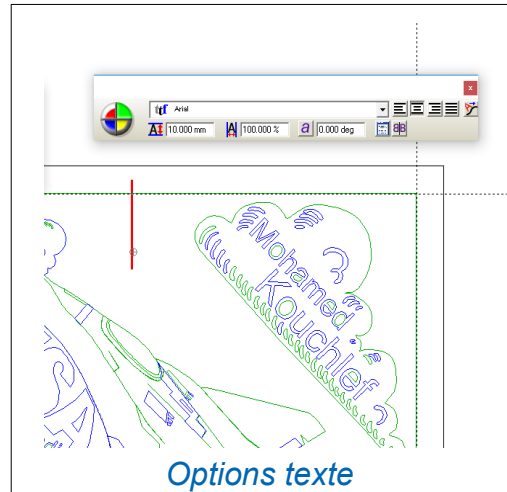 Arial
10.000 mm
100.000 %
a
0.000 deg
Mohamed
Kouchlef
Options texte